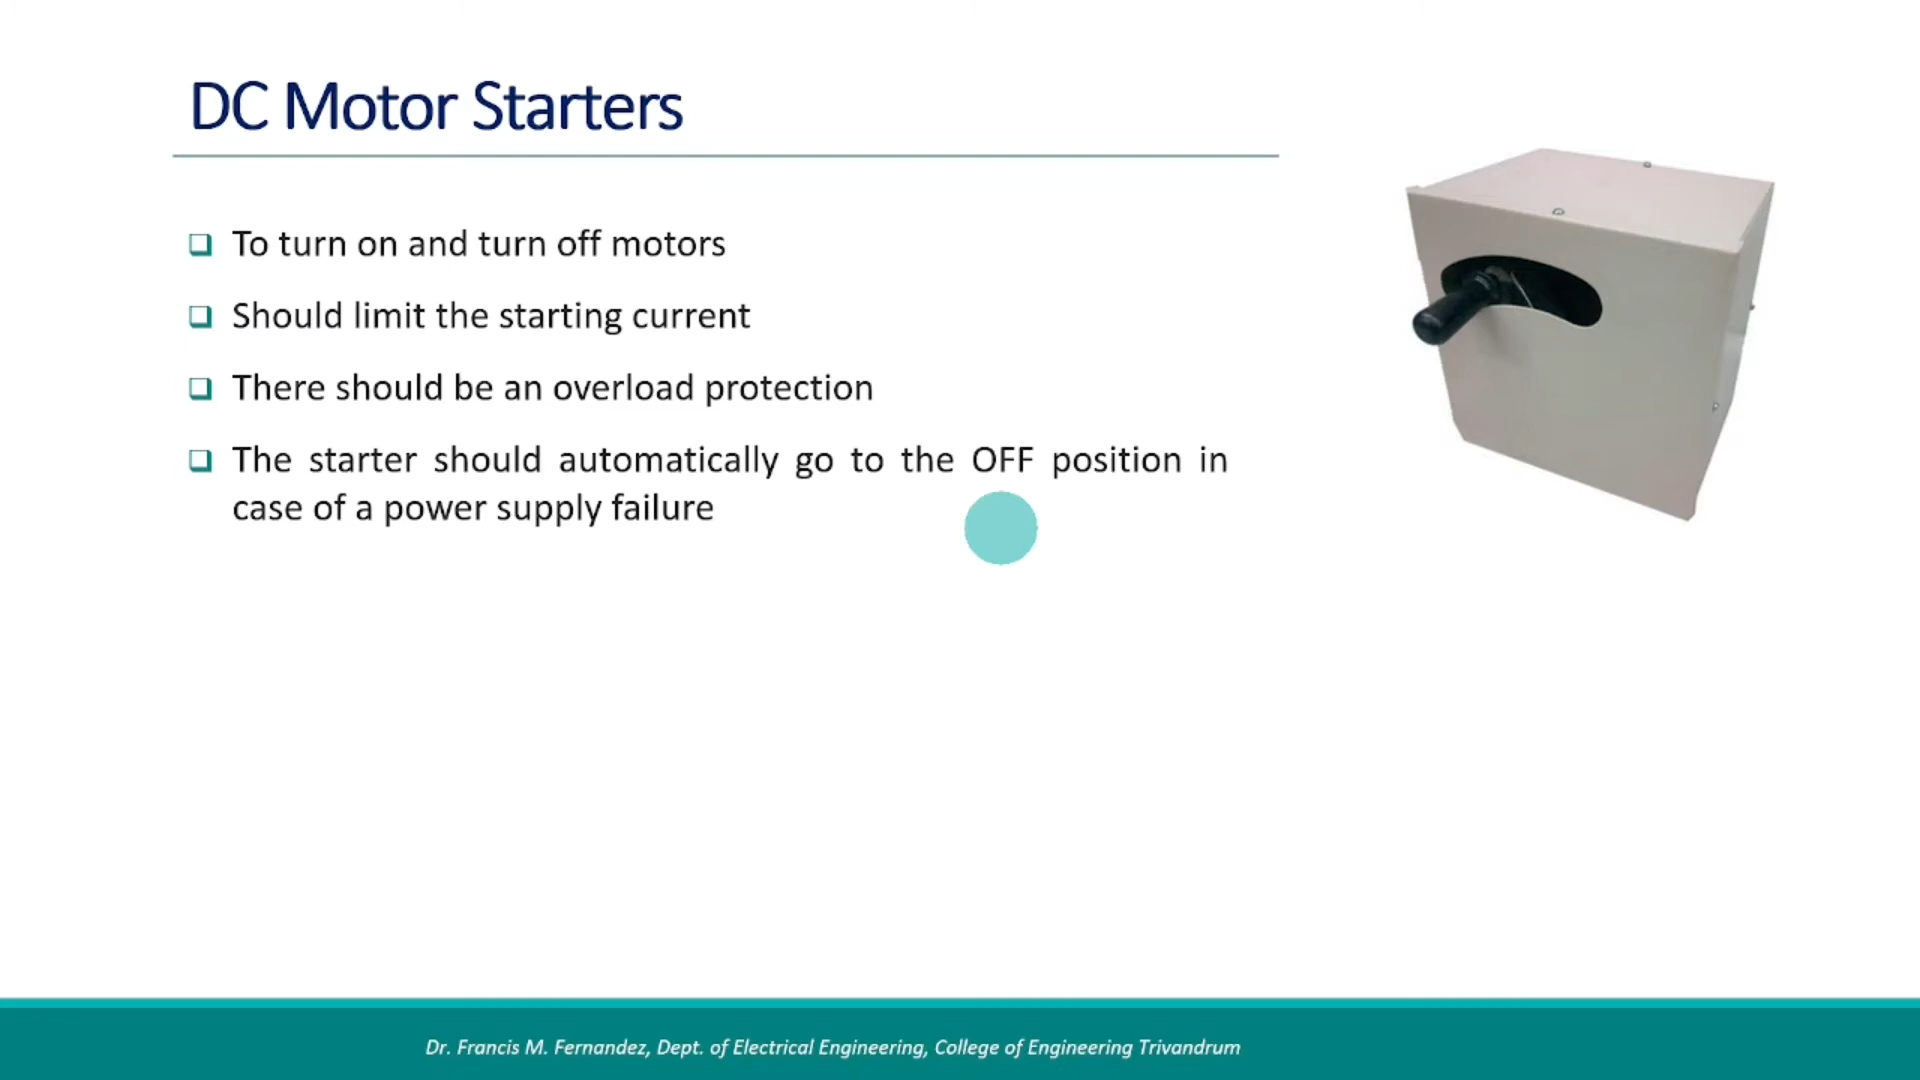 DC Motor Starters
To turn on and turn off motors
Should limit the starting current
There should be an overload protection
The starter should automatically go to the OFF position in
case of a power supply failure
Dr. Francis M. Fernandez, Dept. of Electrical Engineering, College of Engineering Trivandrum